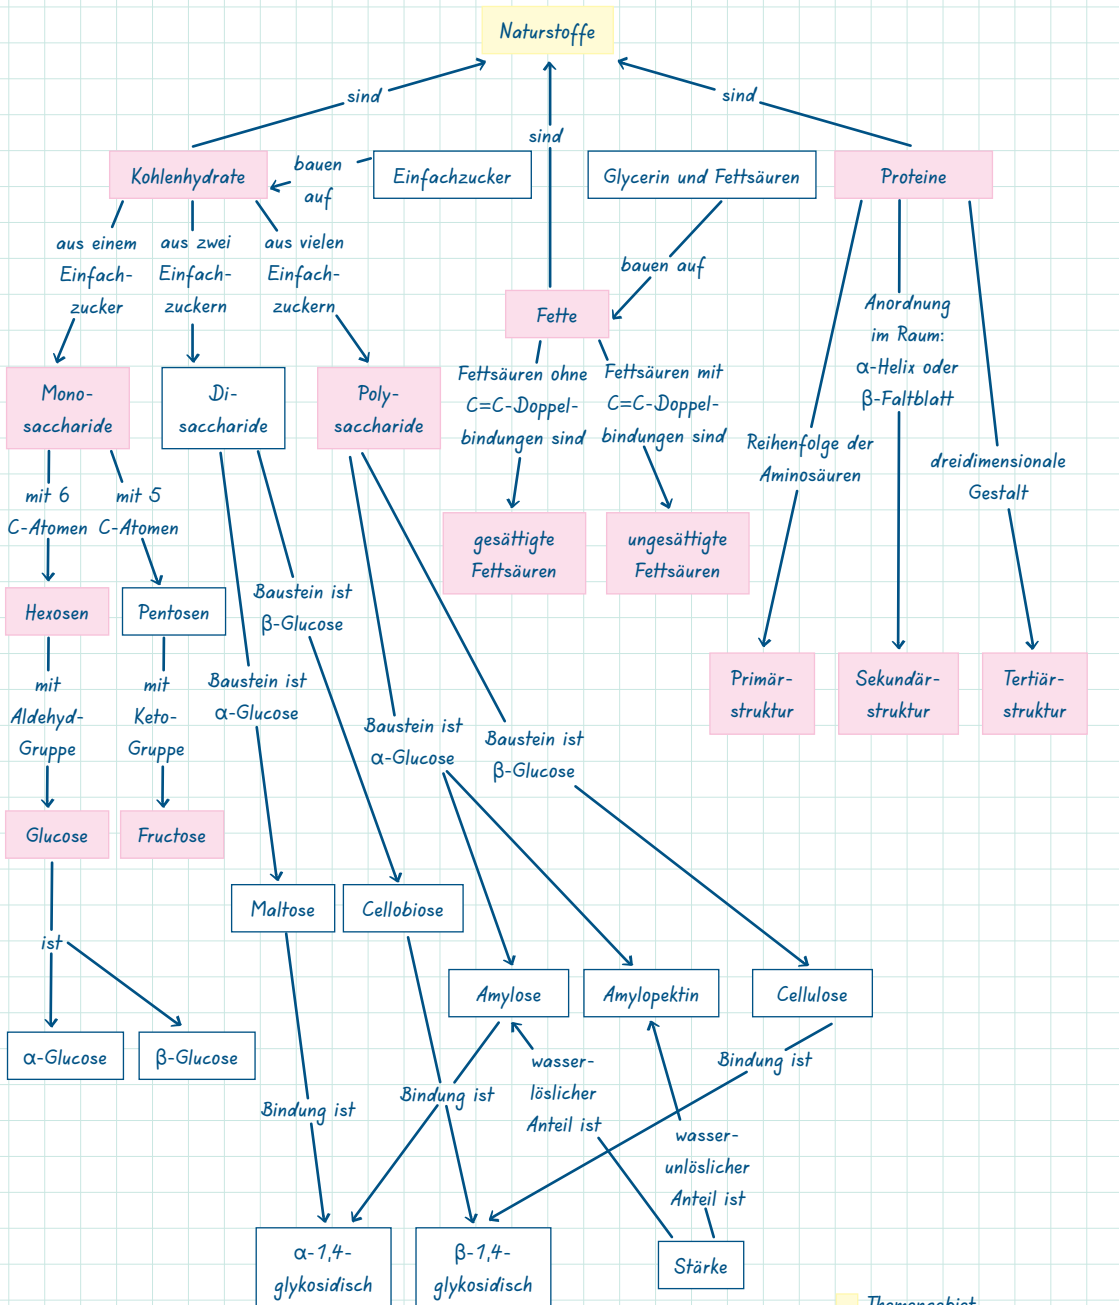 Naturstoffe
sind
sind
sind
Kohlenhydrate
bauen
auf
Einfachzucker
Glycerin und Fettsäuren
Proteine
aus einem
Einfach-
zucker
aus zwei
Einfach-
zuckern
aus vielen
Einfach-
zuckern
bauen auf
Fette
Anordnung
im Raum:
α-Helix oder
β-Faltblatt
Mono-
saccharide
Di-
saccharide
Poly-
saccharide
Fettsäuren ohne
C=C-Doppel-
bindungen sind
Fettsäuren mit
C=C-Doppel-
bindungen sind
Reihenfolge der
Aminosäuren
dreidimensionale
Gestalt
mit 6
C-Atomen
mit 5
C-Atomen
gesättigte
Fettsäuren
ungesättigte
Fettsäuren
Hexosen
Pentosen
Baustein ist
β-Glucose
mit
Aldehyd-
Gruppe
mit
Keto-
Gruppe
Baustein ist
α-Glucose
Baustein ist
α-Glucose
Baustein ist
β-Glucose
Primär-
struktur
Sekundär-
struktur
Tertiär-
struktur
Glucose
Fructose
Maltose
Cellobiose
ist
Amylose
Amylopektin
Cellulose
α-Glucose
β-Glucose
Bindung ist
Bindung ist
wasser-
löslicher
Anteil ist
Bindung ist
wasser-
unlöslicher
Anteil ist
α-1,4-
glykosidisch
β-1,4-
glykosidisch
Stärke